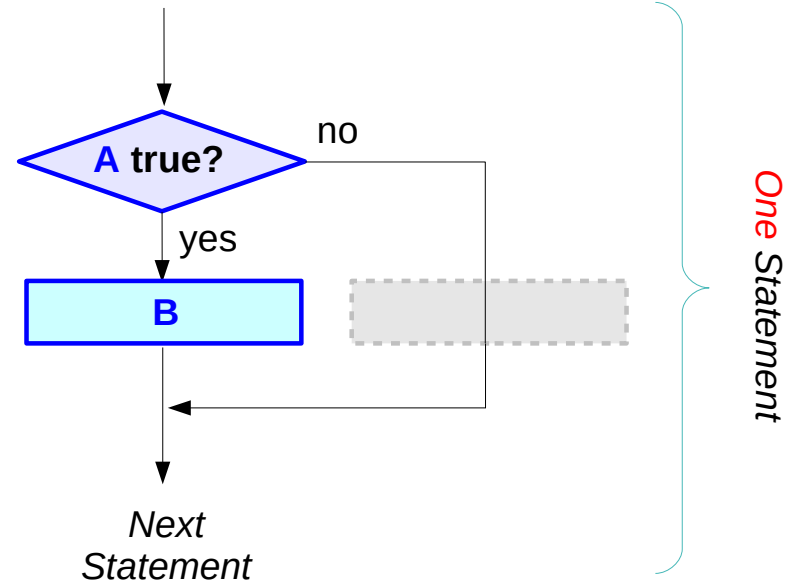 no
A true?
yes
B
Next
Statement
One Statement